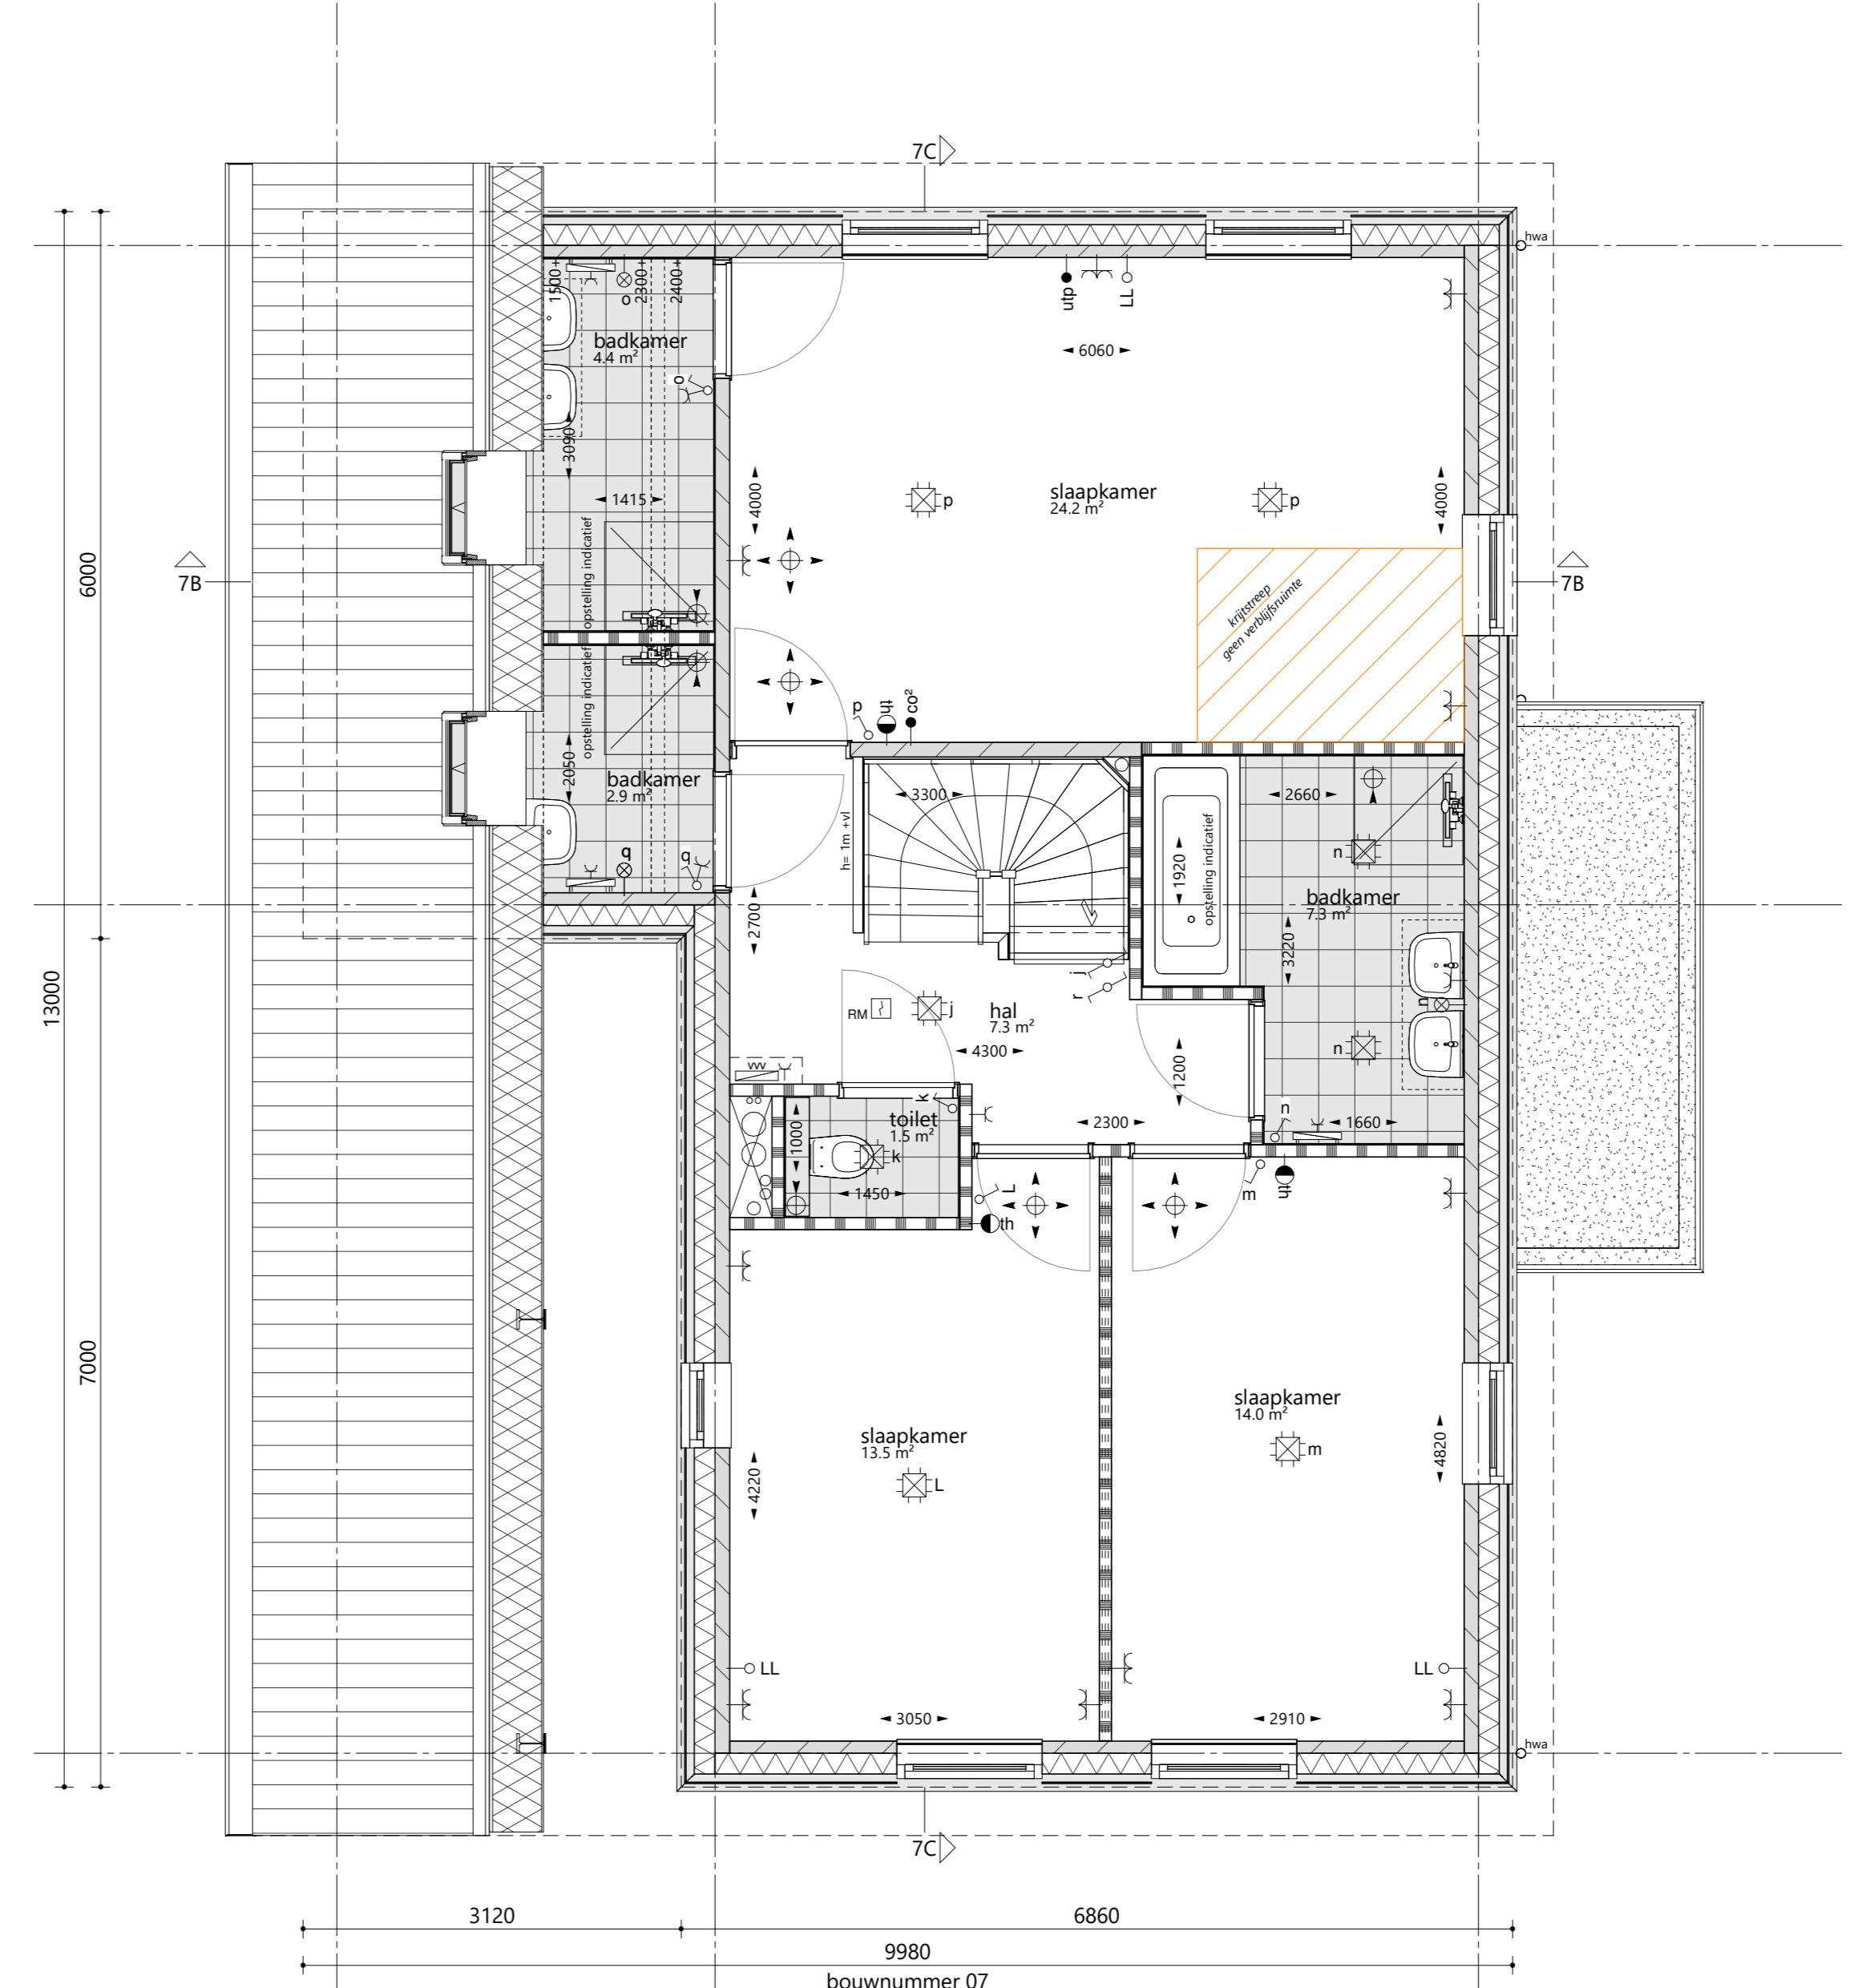 7C
hwa
1500+
o
2300+
2400+
utp
LL
badkamer
4.4 m²
6060
o
3090
1415
4000
p
slaapkamer
24.2 m²
p
4000
opstelling indicatief
6000
7B
7B
krijtstreep
geen verblijfsruimte
opstelling indicatief
p
th
co²
2050
badkamer
2.9 m²
3300
2660
h= 1m +vl
q
q
n
1920
opstelling indicatief
badkamer
7.3 m²
2700
3220
j
r
13000
RM
j
hal
7.3 m²
n
4300
n
1200
vw
k
toilet
1.5 m²
1000
k
2300
n
1660
1450
L
m
th
th
7000
slaapkamer
14.0 m²
slaapkamer
13.5 m²
m
4820
4220
L
LL
LL
3050
2910
hwa
7C
3120
6860
9980
bouwnummer 07